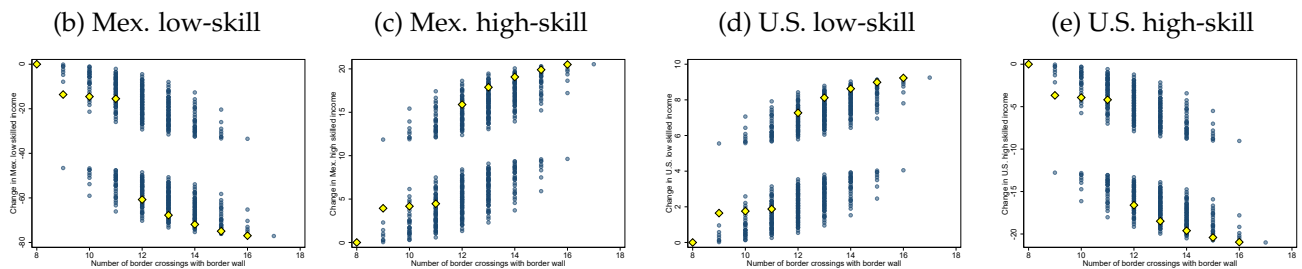 (b) Mex. low-skill
(c) Mex. high-skill
(d) U.S. low-skill
(e) U.S. high-skill
Change in Mex. low skilled income
0
-20
-40
-60
-80
8 10 12 14 16 18
Number of border crossings with border wall
Change in Mex. high skilled income
20
15
10
5
0
8 10 12 14 16 18
Number of border crossings with border wall
Change in U.S. low skilled income
10
8
6
4
2
0
8 10 12 14 16 18
Number of border crossings with border wall
Change in U.S. high skilled income
0
-5
-10
-15
-20
8 10 12 14 16 18
Number of border crossings with border wall